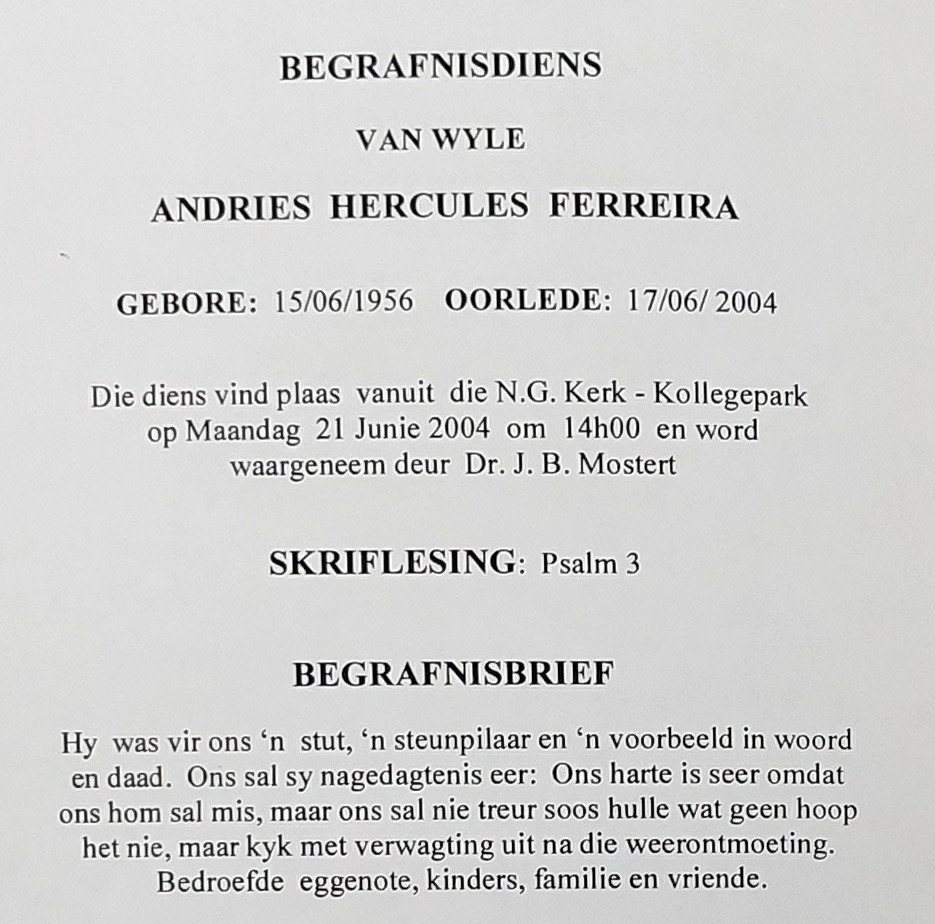 BEGRAFNISDIENS
VAN WYLE
ANDRIES HERCULES FERREIRA
GEBORE: 15/06/1956 OORLEDE: 17/06/ 2004
Die diens vind plaas vanuit die N.G. Kerk - Kollegepark
op Maandag 21 Junie 2004 om 14h00 en word
waargeneem deur Dr. J. B. Mostert
SKRIFLESING: Psalm 3
BEGRAFNISBRIEF
Hy was vir ons ‘n stut, ‘n steunpilaar en ‘n voorbeeld in woord
en daad. Ons sal sy nagedagtenis eer: Ons harte is seer omdat
ons hom sal mis, maar ons sal nie treur soos hulle wat geen hoop
het nie, maar kyk met verwagting uit na die weerontmoeting.
Bedroefde eggenote, kinders, familie en vriende.